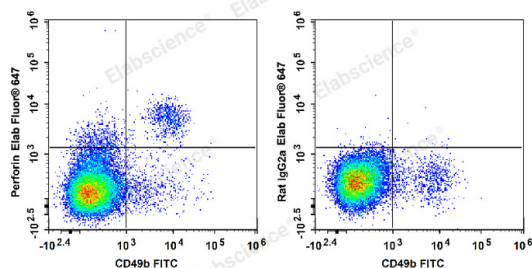 Elabscience®
Elabscience®
Elabscience®
Perforin Elab Fluor® 647
10^6
10^5
10^4
10^3
-10^2.5
-10^2.4 10^3 10^4 10^5 10^6
CD49b FITC
Rat IgG2a Elab Fluor® 647
10^6
10^5
10^4
10^3
-10^2.5
-10^2.4 10^3 10^4 10^5 10^6
CD49b FITC